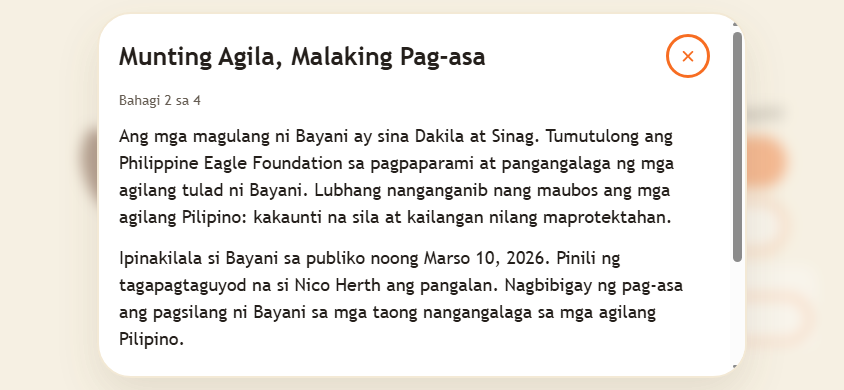 Munting Agila, Malaking Pag-asa
Bahagi 2 sa 4
Ang mga magulang ni Bayani ay sina Dakila at Sinag. Tumutulong ang
Philippine Eagle Foundation sa pagpaparami at pangangalaga ng mga
agilang tulad ni Bayani. Lubhang nanganganib nang maubos ang mga
agilang Pilipino: kakaunti na sila at kailangan nilang maprotektahan.
Ipinakilala si Bayani sa publiko noong Marso 10, 2026. Pinili ng
tagapagtaguyod na si Nico Herth ang pangalan. Nagbibigay ng pag-asa
ang pagsilang ni Bayani sa mga taong nangangalaga sa mga agilang
Pilipino.